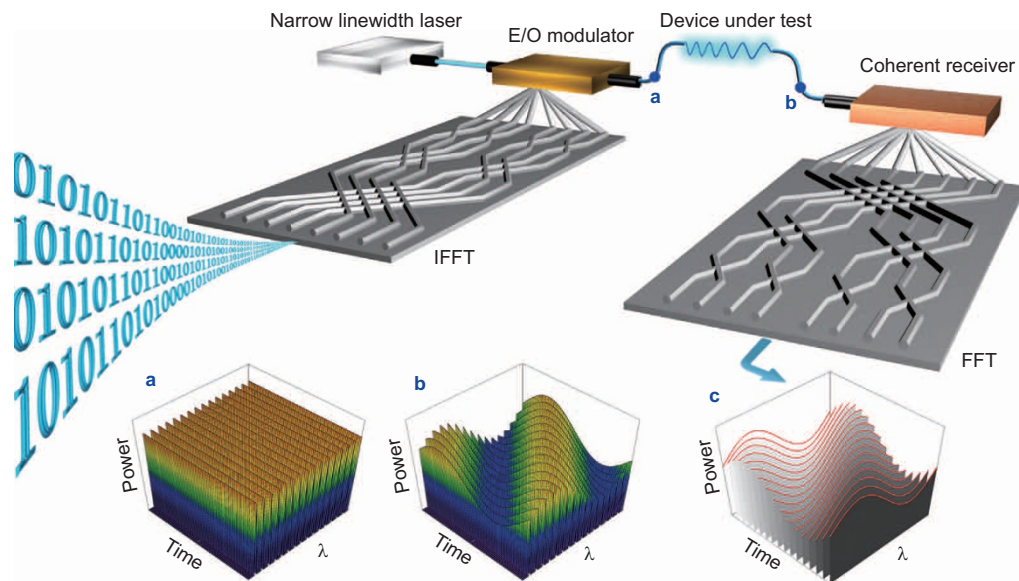 Narrow linewidth laser
E/O modulator
Device under test
Coherent receiver
a
b
IFFT
FFT
a
b
c
Power
Time
λ
Power
Time
λ
Power
Time
λ